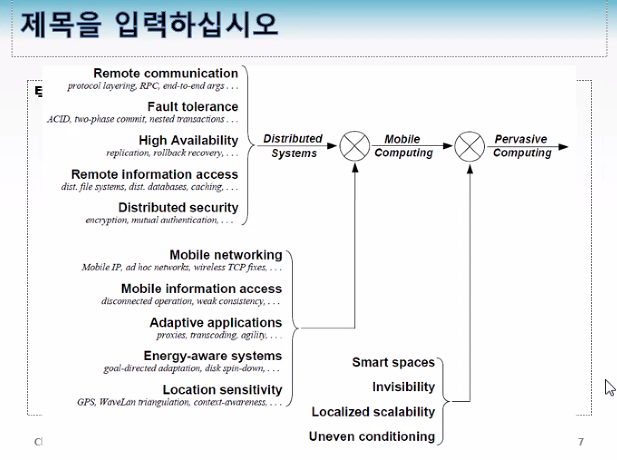 제목을 입력하십시오
Remote communication
protocol layering, RPC, end-to-end args . . .
Fault tolerance
ACID, two-phase commit, nested transactions . . .
High Availability
replication, rollback recovery, . . .
Remote information access
dist. file systems, dist. databases, caching, . . .
Distributed security
encryption, mutual authentication, . . .
Distributed
Systems
Mobile
Computing
Pervasive
Computing
Mobile networking
Mobile IP, ad hoc networks, wireless TCP fixes, . . .
Mobile information access
disconnected operation, weak consistency, . . .
Adaptive applications
proxies, transcoding, agility, . . .
Energy-aware systems
goal-directed adaptation, disk spin-down, . . .
Location sensitivity
GPS, WaveLan triangulation, context-awareness, . . .
Smart spaces
Invisibility
Localized scalability
Uneven conditioning
7